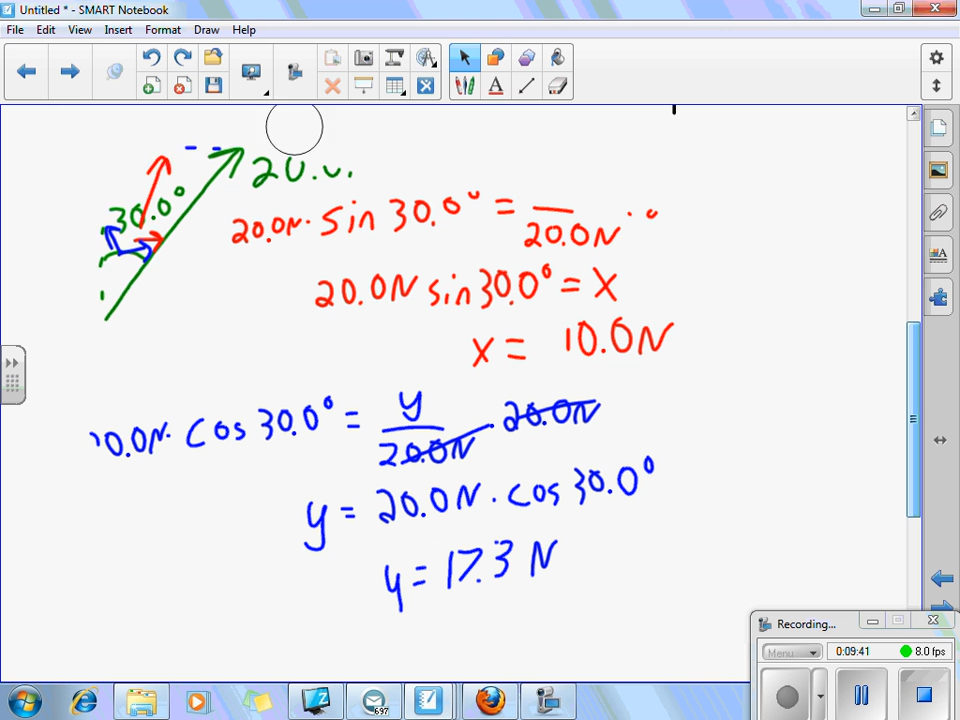 Untitled * - SMART Notebook
File Edit View Insert Format Draw Help
30.0°
20.0N · sin 30.0° = 20.0N
20.0N sin 30.0° = x
x = 10.0N
cos 30.0° = y / 20.0N · 20.0N
y = 20.0N · cos 30.0°
y = 17.3 N
Recording...
Menu 0:09:41 8.0 fps
697